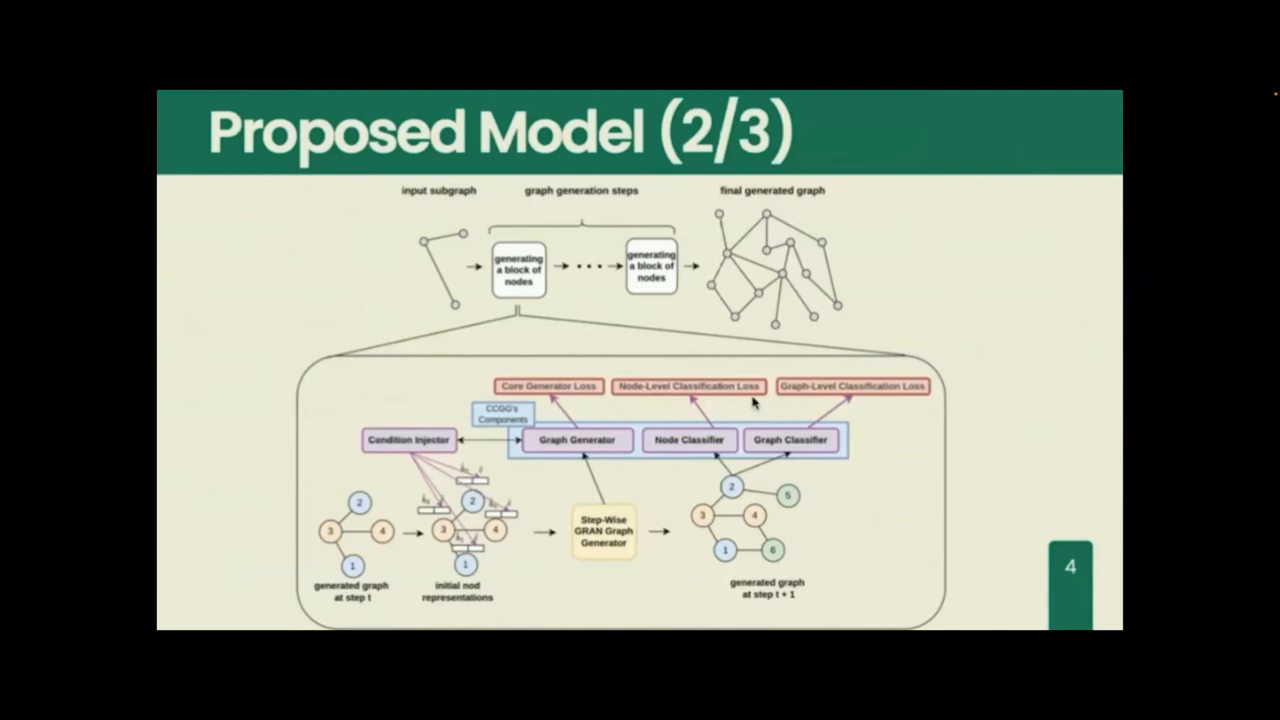 Proposed Model (2/3)
input subgraph
graph generation steps
final generated graph
generating
a block of
nodes
generating
a block of
nodes
Core Generator Loss
Node-Level Classification Loss
Graph-Level Classification Loss
CCGG's
Components
Condition Injector
Graph Generator
Node Classifier
Graph Classifier
2
3
4
1
generated graph
at step t
2
3
4
1
initial nod
representations
Step-Wise
GRAN Graph
Generator
2
5
3
4
1
6
generated graph
at step t + 1
4